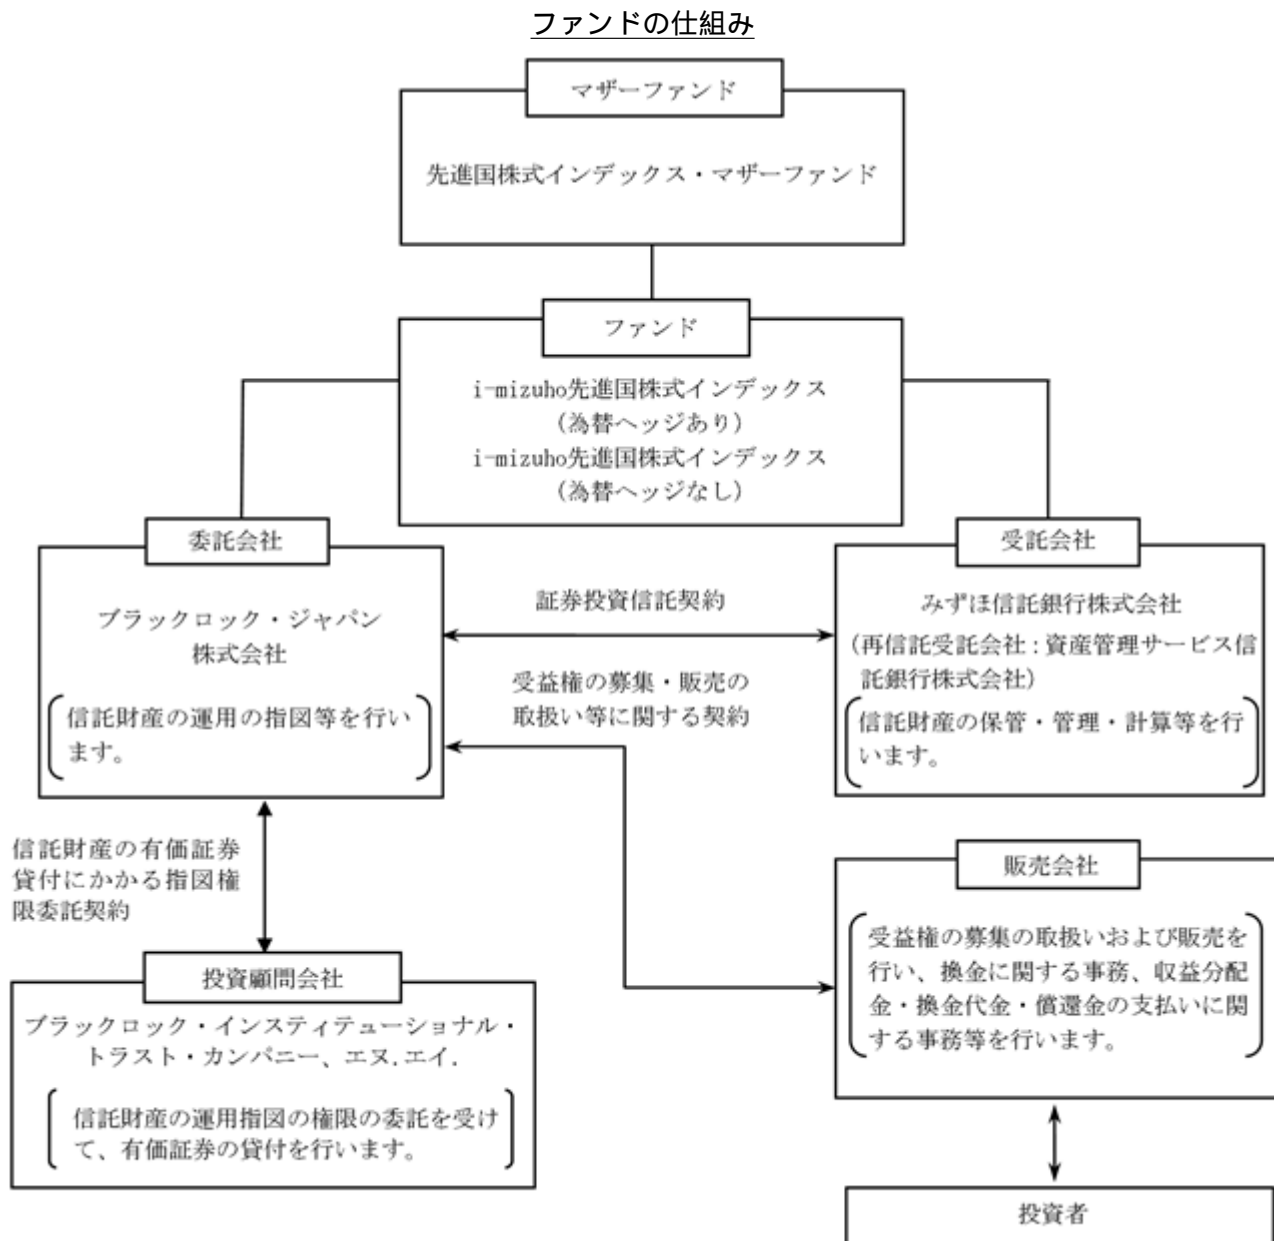 ファンドの仕組み
マザーファンド
先進国株式インデックス・マザーファンド
ファンド
i-mizuho先進国株式インデックス
（為替ヘッジあり）
i-mizuho先進国株式インデックス
（為替ヘッジなし）
委託会社
ブラックロック・ジャパン
株式会社
信託財産の運用の指図等を行い
ます。
証券投資信託契約
受益権の募集・販売の
取扱い等に関する契約
受託会社
みずほ信託銀行株式会社
（再信託受託会社：資産管理サービス信
託銀行株式会社）
信託財産の保管・管理・計算等を行
います。
信託財産の有価証券
貸付にかかる指図権
限委託契約
販売会社
受益権の募集の取扱いおよび販売を
行い、換金に関する事務、収益分配
金・換金代金・償還金の支払いに関
する事務等を行います。
投資顧問会社
ブラックロック・インスティテューショナル・
トラスト・カンパニー、エヌ.エイ.
信託財産の運用指図の権限の委託を受け
て、有価証券の貸付を行います。
投資者